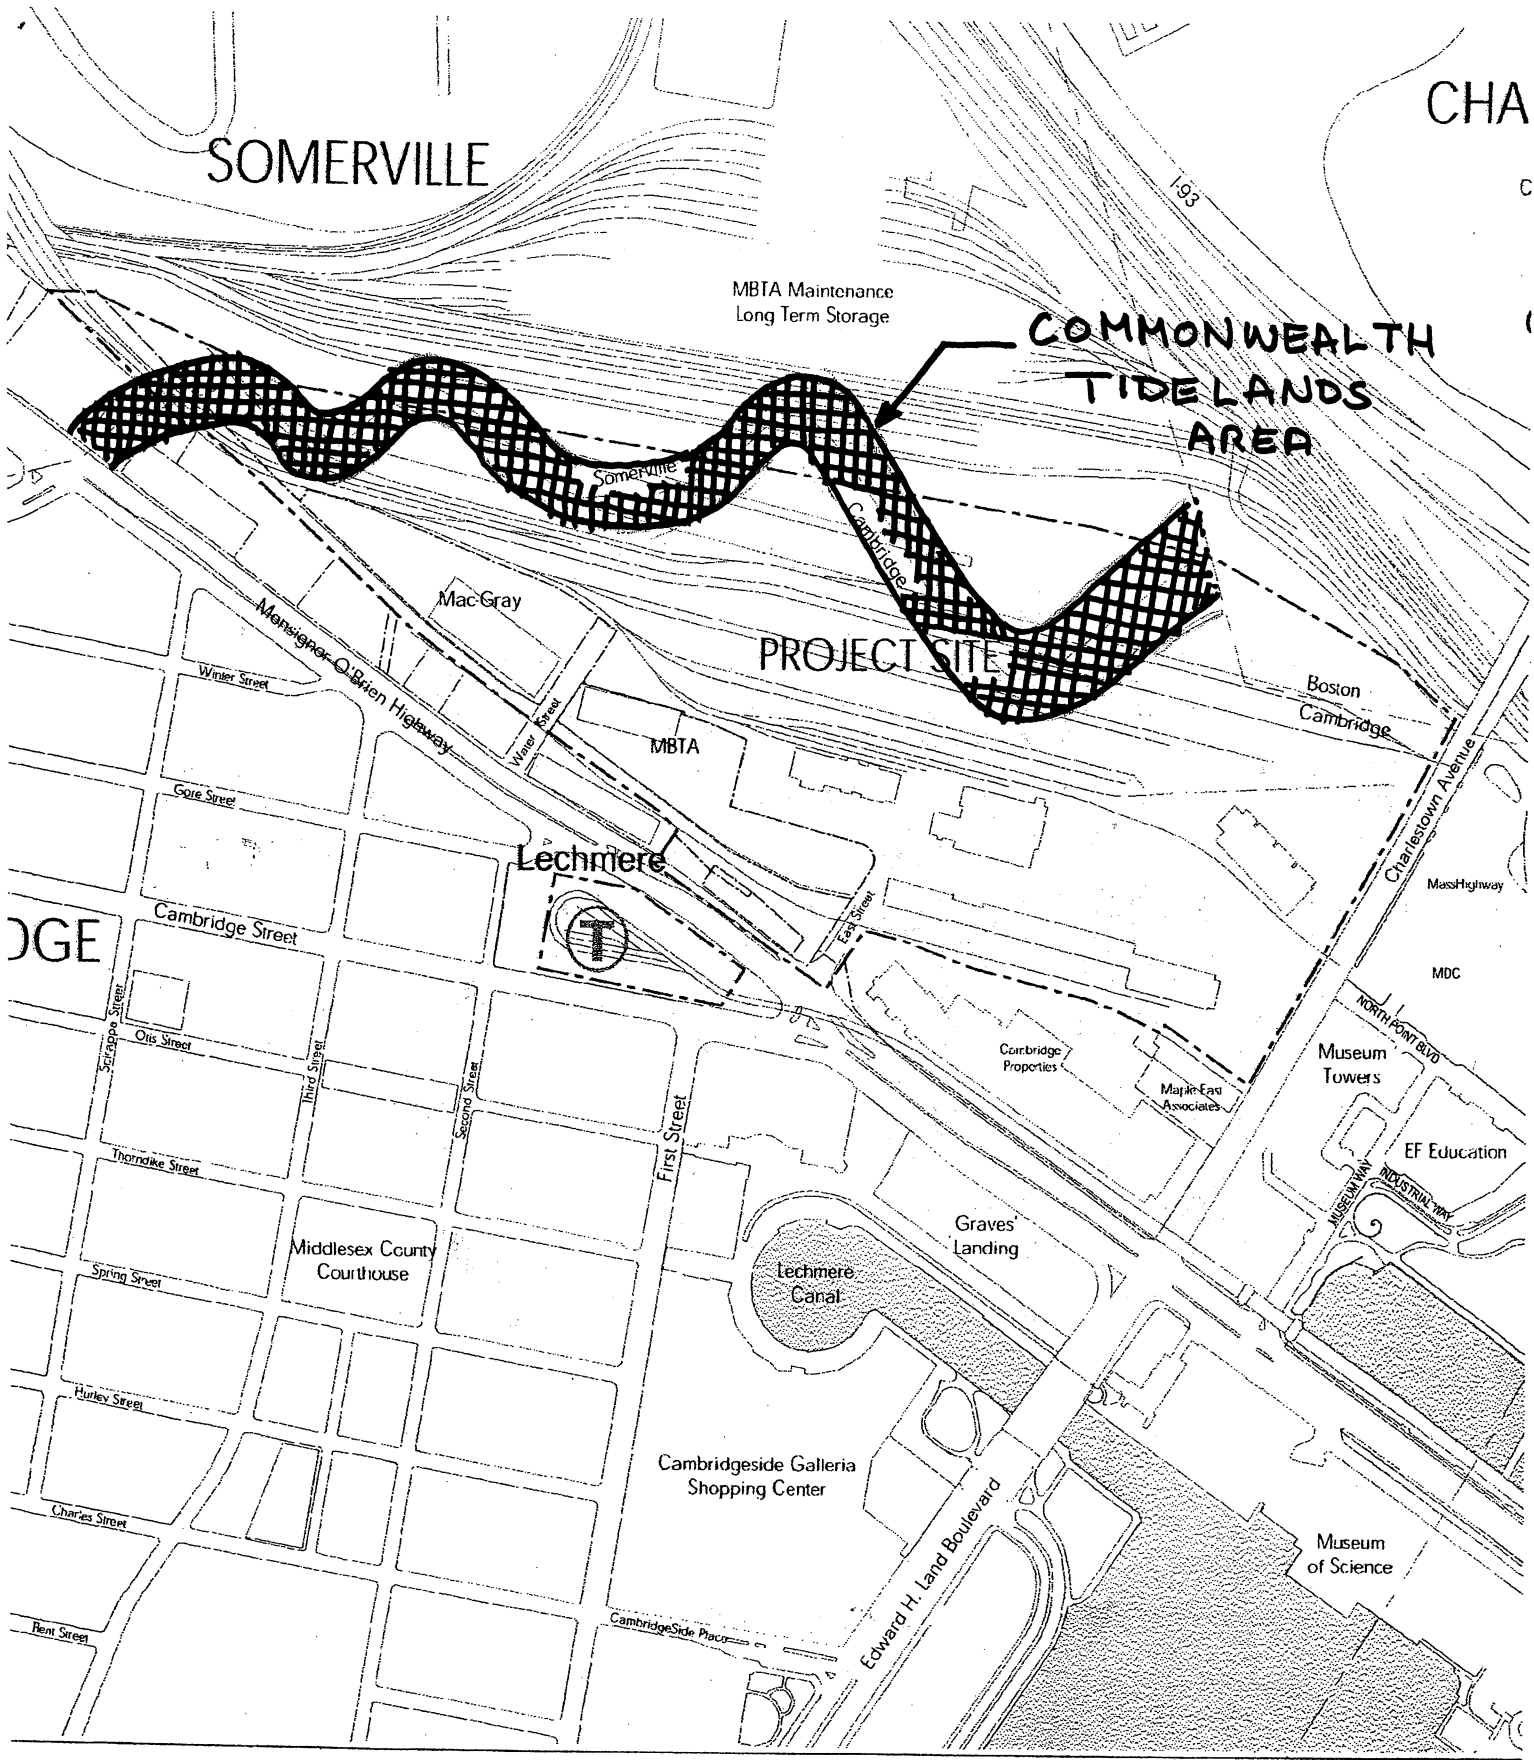 CHA
SOMERVILLE
I-93
MBTA Maintenance
Long Term Storage
COMMONWEALTH
TIDELANDS
AREA
Somerville
Cambridge
Mac-Gray
Monsignor O'Brien Highway
PROJECT SITE
Winter Street
Boston
Cambridge
Water Street
MBTA
Charlestown Avenue
Gore Street
Lechmere
MassHighway
Cambridge Street
East Street
DGE
T
MDC
NORTH POINT BLVD
Sciarappa Street
Otis Street
Third Street
Second Street
First Street
Cambridge
Properties
Museum
Towers
Maple East
Associates
EF Education
Thorndike Street
MUSEUM WAY
INDUSTRIAL WAY
Graves'
Landing
Middlesex County
Courthouse
Spring Street
Lechmere
Canal
Hurley Street
Cambridgeside Galleria
Shopping Center
Charles Street
Edward H. Land Boulevard
Museum
of Science
CambridgeSide Place
Bent Street